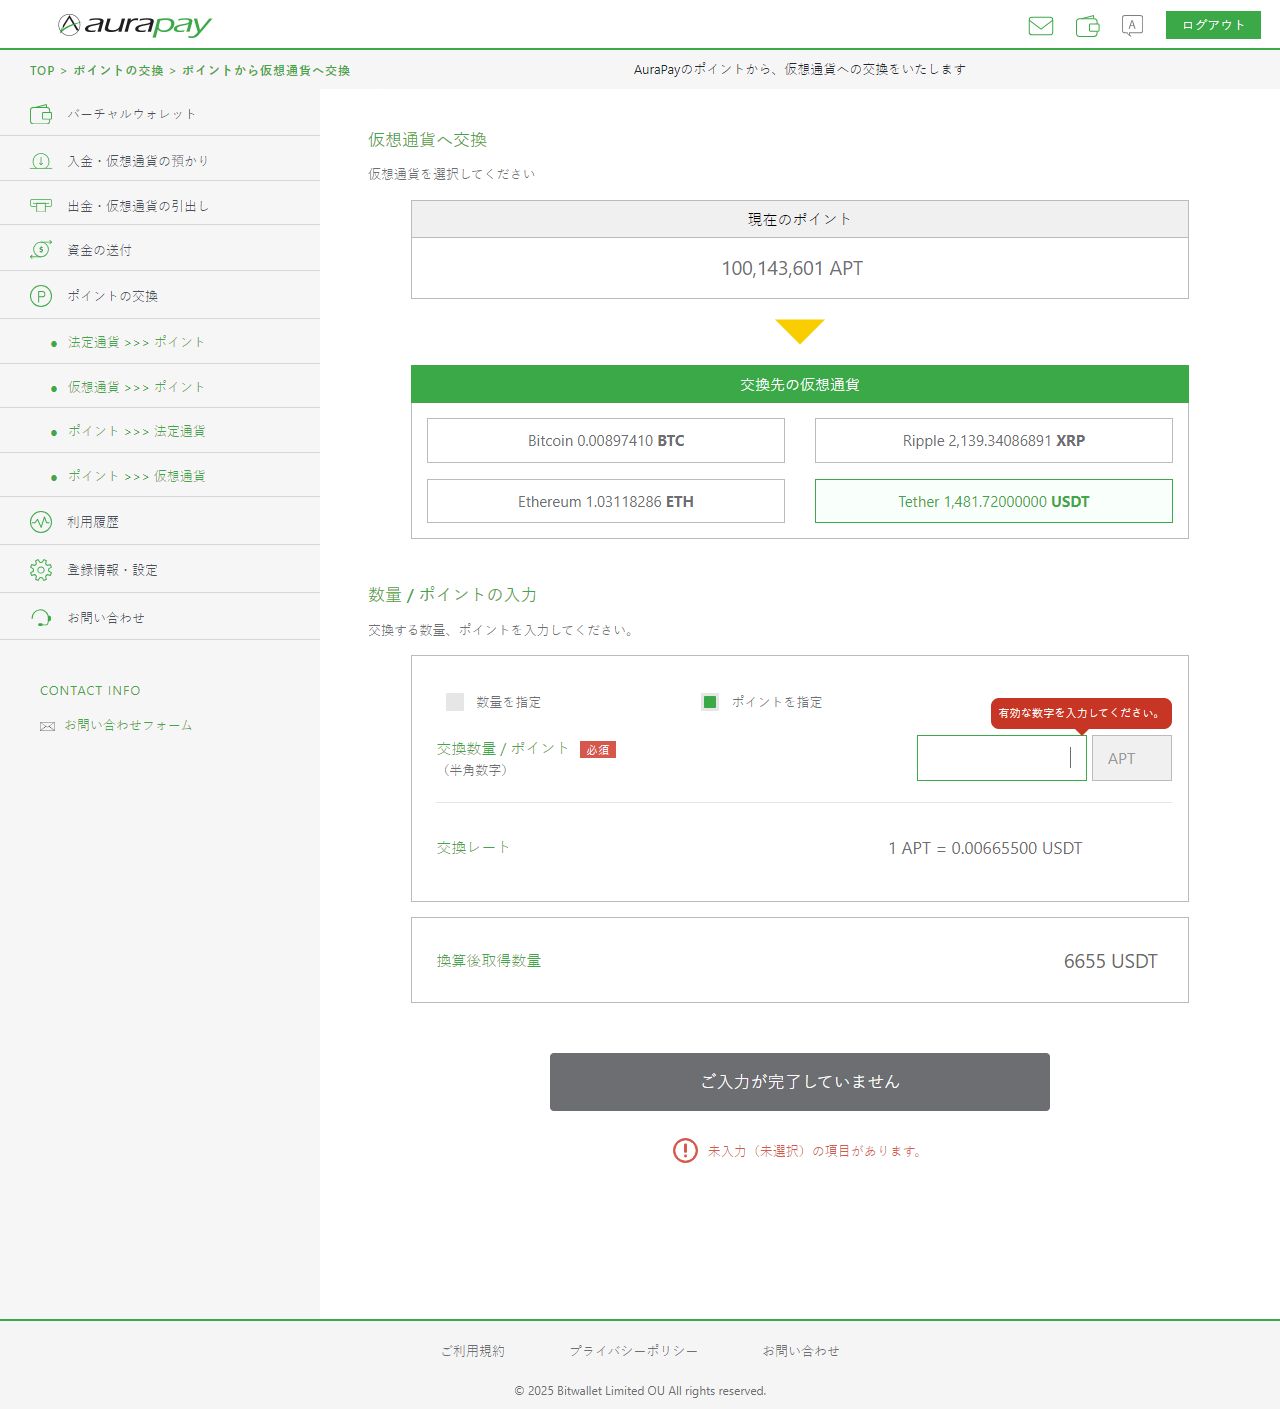 aurapay
A
ログアウト
TOP > ポイントの交換 > ポイントから仮想通貨へ交換
AuraPayのポイントから、仮想通貨への交換をいたします
バーチャルウォレット
入金・仮想通貨の預かり
出金・仮想通貨の引出し
資金の送付
ポイントの交換
法定通貨 >>> ポイント
仮想通貨 >>> ポイント
ポイント >>> 法定通貨
ポイント >>> 仮想通貨
利用履歴
登録情報・設定
お問い合わせ
CONTACT INFO
お問い合わせフォーム
仮想通貨へ交換
仮想通貨を選択してください
現在のポイント
100,143,601 APT
交換先の仮想通貨
Bitcoin 0.00897410 BTC
Ripple 2,139.34086891 XRP
Ethereum 1.03118286 ETH
Tether 1,481.72000000 USDT
数量 / ポイントの入力
交換する数量、ポイントを入力してください。
数量を指定
ポイントを指定
有効な数字を入力してください。
交換数量 / ポイント 必須
（半角数字）
APT
交換レート
1 APT = 0.00665500 USDT
換算後取得数量
6655 USDT
ご入力が完了していません
未入力（未選択）の項目があります。
ご利用規約
プライバシーポリシー
お問い合わせ
© 2025 Bitwallet Limited OU All rights reserved.